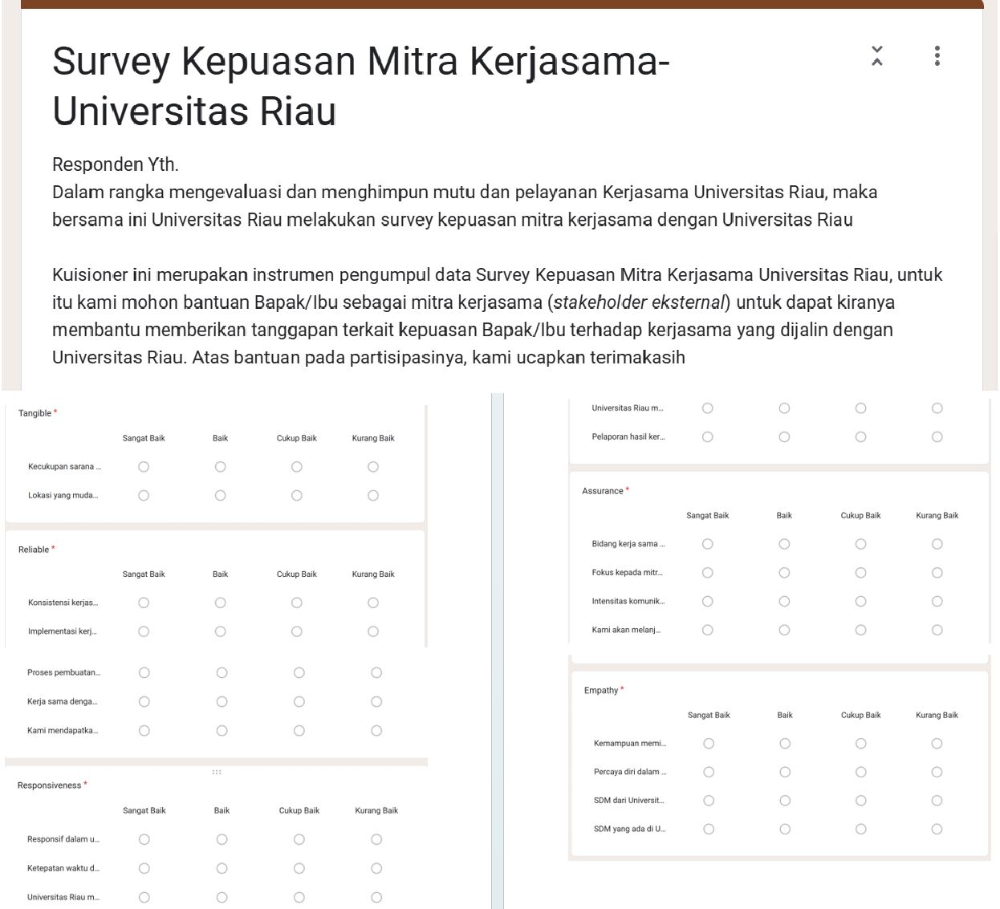 Survey Kepuasan Mitra Kerjasama-
Universitas Riau
Responden Yth.
Dalam rangka mengevaluasi dan menghimpun mutu dan pelayanan Kerjasama Universitas Riau, maka
bersama ini Universitas Riau melakukan survey kepuasan mitra kerjasama dengan Universitas Riau
Kuisioner ini merupakan instrumen pengumpul data Survey Kepuasan Mitra Kerjasama Universitas Riau, untuk
itu kami mohon bantuan Bapak/Ibu sebagai mitra kerjasama (stakeholder eksternal) untuk dapat kiranya
membantu memberikan tanggapan terkait kepuasan Bapak/Ibu terhadap kerjasama yang dijalin dengan
Universitas Riau. Atas bantuan pada partisipasinya, kami ucapkan terimakasih
Tangible *
Sangat Baik Baik Cukup Baik Kurang Baik
Kecukupan sarana ...
Lokasi yang muda...
Reliable *
Sangat Baik Baik Cukup Baik Kurang Baik
Konsistensi kerjas...
Implementasi kerj...
Proses pembuatan...
Kerja sama denga...
Kami mendapatka...
Responsiveness *
Sangat Baik Baik Cukup Baik Kurang Baik
Responsif dalam u...
Ketepatan waktu d...
Universitas Riau m...
Universitas Riau m...
Pelaporan hasil ker...
Assurance *
Sangat Baik Baik Cukup Baik Kurang Baik
Bidang kerja sama ...
Fokus kepada mitr...
Intensitas komunik...
Kami akan melanj...
Empathy *
Sangat Baik Baik Cukup Baik Kurang Baik
Kemampuan memi...
Percaya diri dalam ...
SDM dari Universit...
SDM yang ada di U...